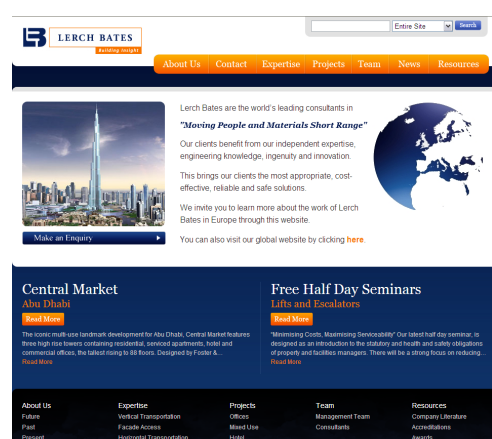 LERCH BATES
Building Insight
Entire Site
Search
About Us
Contact
Expertise
Projects
Team
News
Resources
Lerch Bates are the world's leading consultants in
"Moving People and Materials Short Range"
Our clients benefit from our independent expertise,
engineering knowledge, ingenuity and innovation.
This brings our clients the most appropriate, cost-
effective, reliable and safe solutions.
We invite you to learn more about the work of Lerch
Bates in Europe through this website.
You can also visit our global website by clicking here.
Make an Enquiry
Central Market
Abu Dhabi
Read More
The iconic multi-use landmark development for Abu Dhabi, Central Market features
three high rise towers containing residential, serviced apartments, hotel and
commercial offices, the tallest rising to 88 floors. Designed by Foster &...
Read More
Free Half Day Seminars
Lifts and Escalators
Read More
"Minimising Costs, Maximising Serviceability" Our latest half day seminar, is
designed as an introduction to the statutory and health and safety obligations
of property and facilities managers. There will be a strong focus on reducing...
Read More
About Us
Future
Past
Present
Expertise
Vertical Transportation
Facade Access
Horizontal Transportation
Projects
Offices
Mixed Use
Hotel
Team
Management Team
Consultants
Resources
Company Literature
Accreditations
Awards